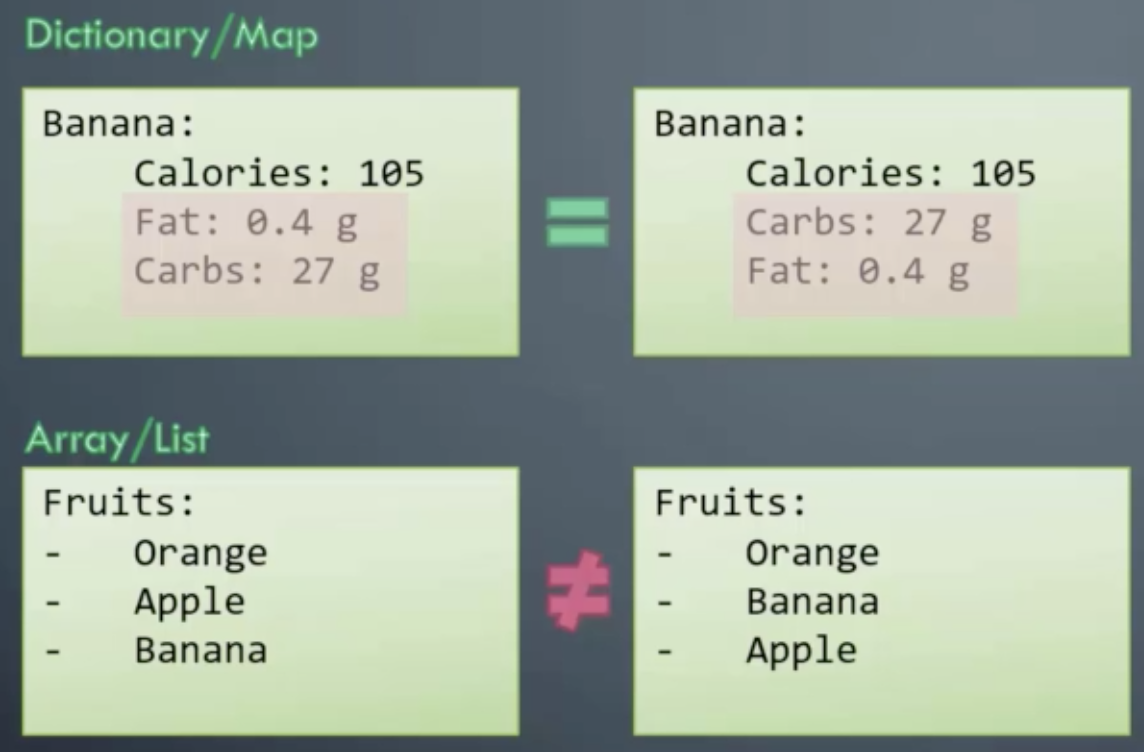 Dictionary/Map
Banana:
Calories: 105
Fat: 0.4 g
Carbs: 27 g
=
Banana:
Calories: 105
Carbs: 27 g
Fat: 0.4 g
Array/List
Fruits:
- Orange
- Apple
- Banana
≠
Fruits:
- Orange
- Banana
- Apple